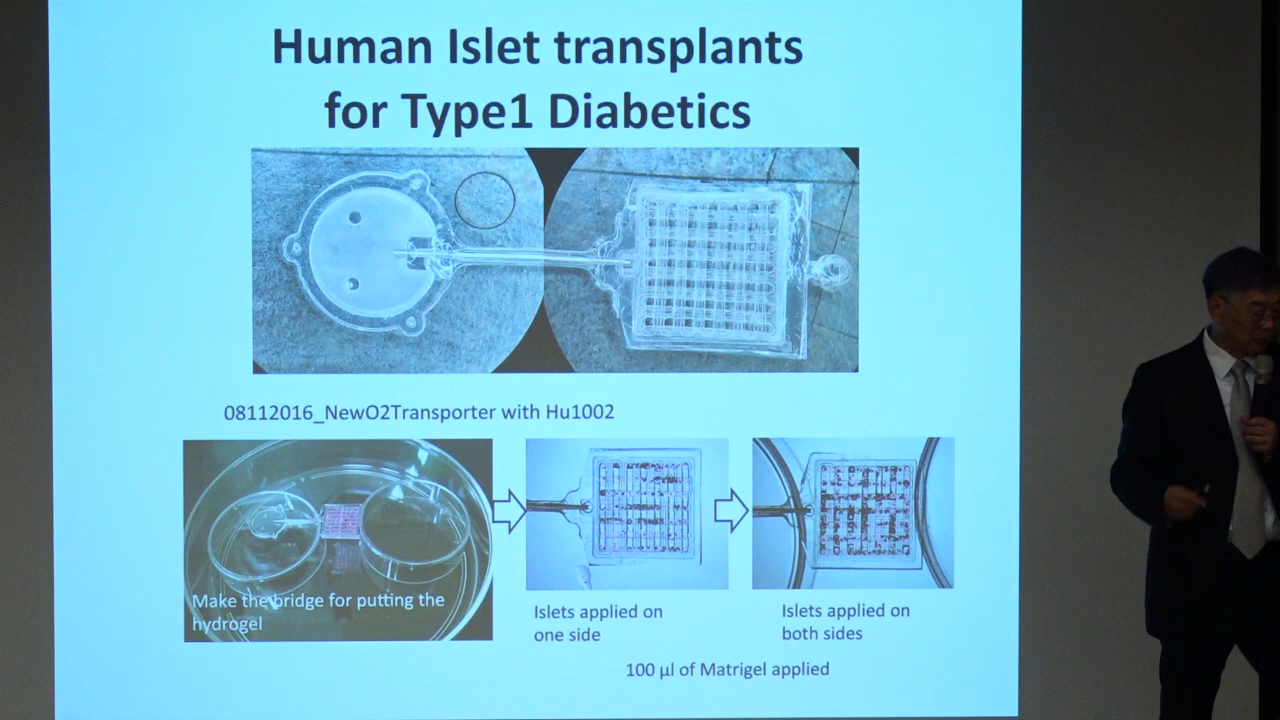 Human Islet transplants
for Type1 Diabetics
08112016_NewO2Transporter with Hu1002
Make the bridge for putting the
hydrogel
Islets applied on
one side
Islets applied on
both sides
100 µl of Matrigel applied